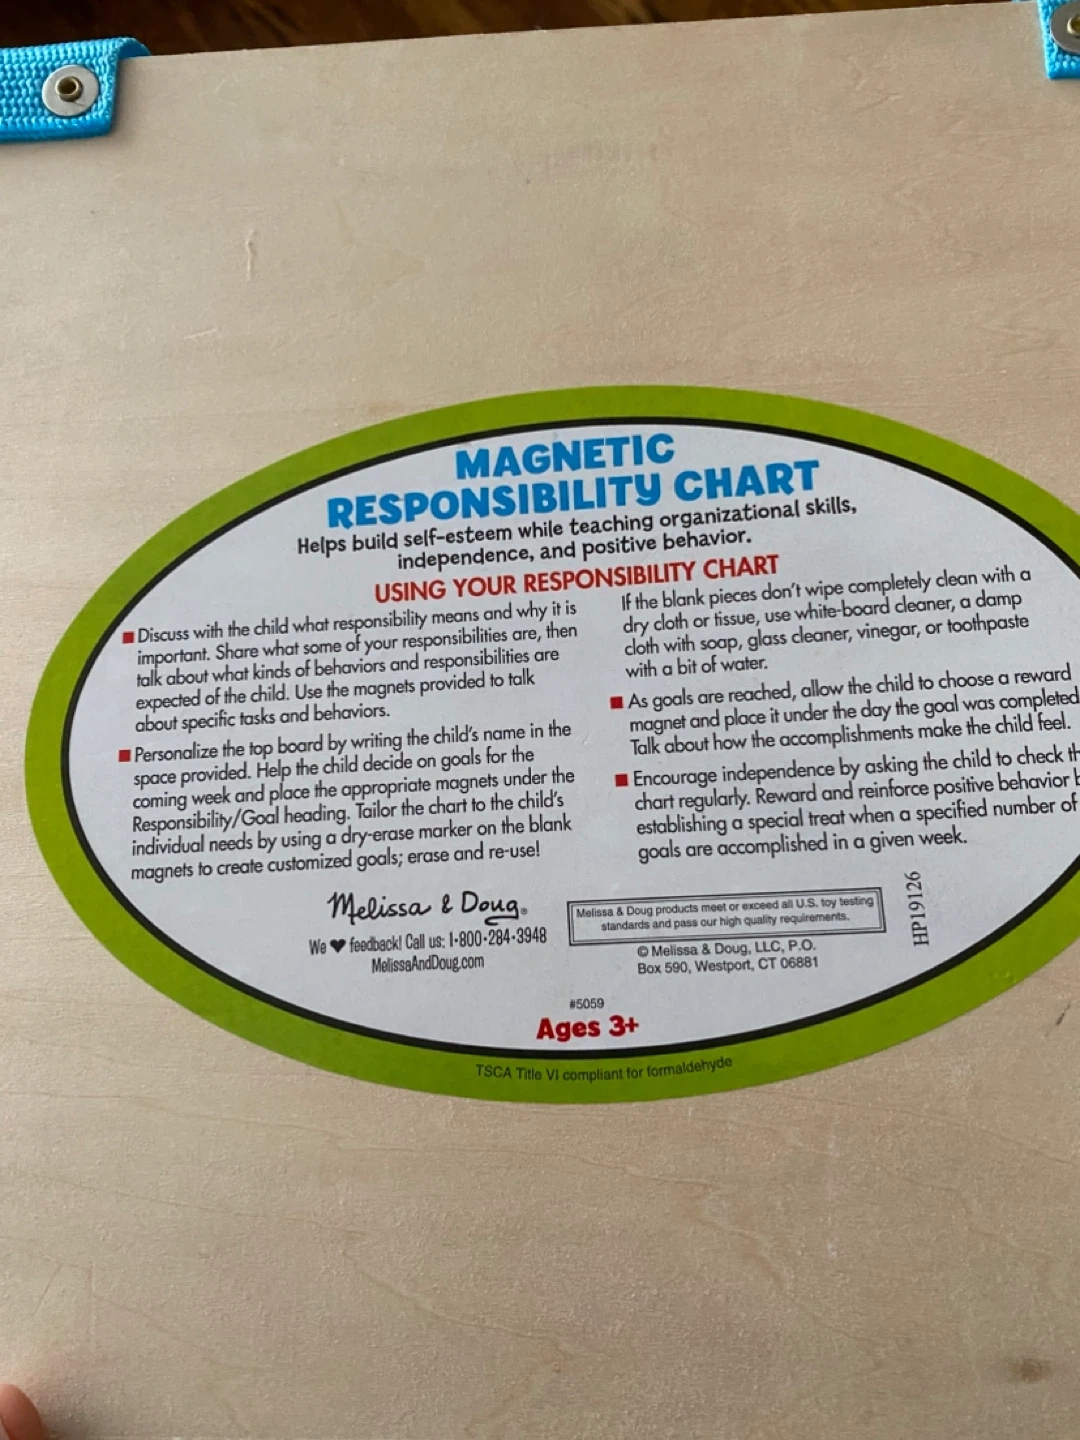 MAGNETIC
RESPONSIBILITY CHART
Helps build self-esteem while teaching organizational skills,
independence, and positive behavior.
USING YOUR RESPONSIBILITY CHART
■ Discuss with the child what responsibility means and why it is
important. Share what some of your responsibilities are, then
talk about what kinds of behaviors and responsibilities are
expected of the child. Use the magnets provided to talk
about specific tasks and behaviors.
■ Personalize the top board by writing the child's name in the
space provided. Help the child decide on goals for the
coming week and place the appropriate magnets under the
Responsibility/Goal heading. Tailor the chart to the child's
individual needs by using a dry-erase marker on the blank
magnets to create customized goals; erase and re-use!
If the blank pieces don't wipe completely clean with a
dry cloth or tissue, use white-board cleaner, a damp
cloth with soap, glass cleaner, vinegar, or toothpaste
with a bit of water.
■ As goals are reached, allow the child to choose a reward
magnet and place it under the day the goal was completed
Talk about how the accomplishments make the child feel.
■ Encourage independence by asking the child to check
chart regularly. Reward and reinforce positive behavior
establishing a special treat when a specified number of
goals are accomplished in a given week.
Melissa & Doug®
We ♥ feedback! Call us: 1-800-284-3948
MelissaAndDoug.com
Melissa & Doug products meet or exceed all U.S. toy testing
standards and pass our high quality requirements.
© Melissa & Doug, LLC, P.O.
Box 590, Westport, CT 06881
HP19126
#5059
Ages 3+
TSCA Title VI compliant for formaldehyde